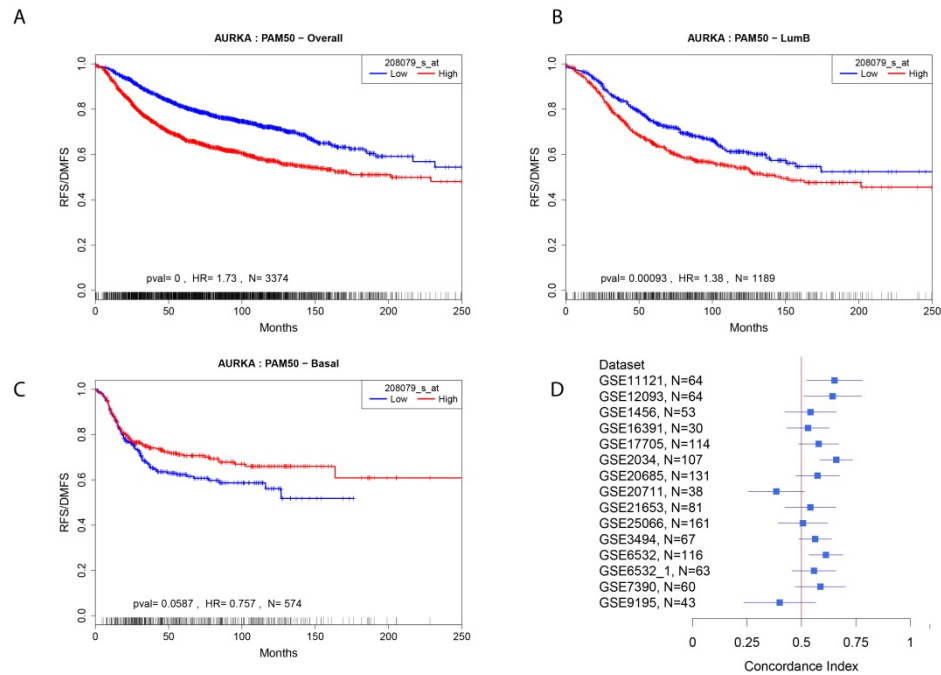 A
AURKA : PAM50 − Overall
208079_s_at
Low High
RFS/DMFS
1.0
0.8
0.6
0.4
0.2
0.0
pval= 0 , HR= 1.73 , N= 3374
0 50 100 150 200 250
Months
B
AURKA : PAM50 − LumB
208079_s_at
Low High
RFS/DMFS
1.0
0.8
0.6
0.4
0.2
0.0
pval= 0.00093 , HR= 1.38 , N= 1189
0 50 100 150 200 250
Months
C
AURKA : PAM50 − Basal
208079_s_at
Low High
RFS/DMFS
1.0
0.8
0.6
0.4
0.2
0.0
pval= 0.0587 , HR= 0.757 , N= 574
0 50 100 150 200 250
Months
D
Dataset
GSE11121, N=64
GSE12093, N=64
GSE1456, N=53
GSE16391, N=30
GSE17705, N=114
GSE2034, N=107
GSE20685, N=131
GSE20711, N=38
GSE21653, N=81
GSE25066, N=161
GSE3494, N=67
GSE6532, N=116
GSE6532_1, N=63
GSE7390, N=60
GSE9195, N=43
0 0.25 0.5 0.75 1
Concordance Index